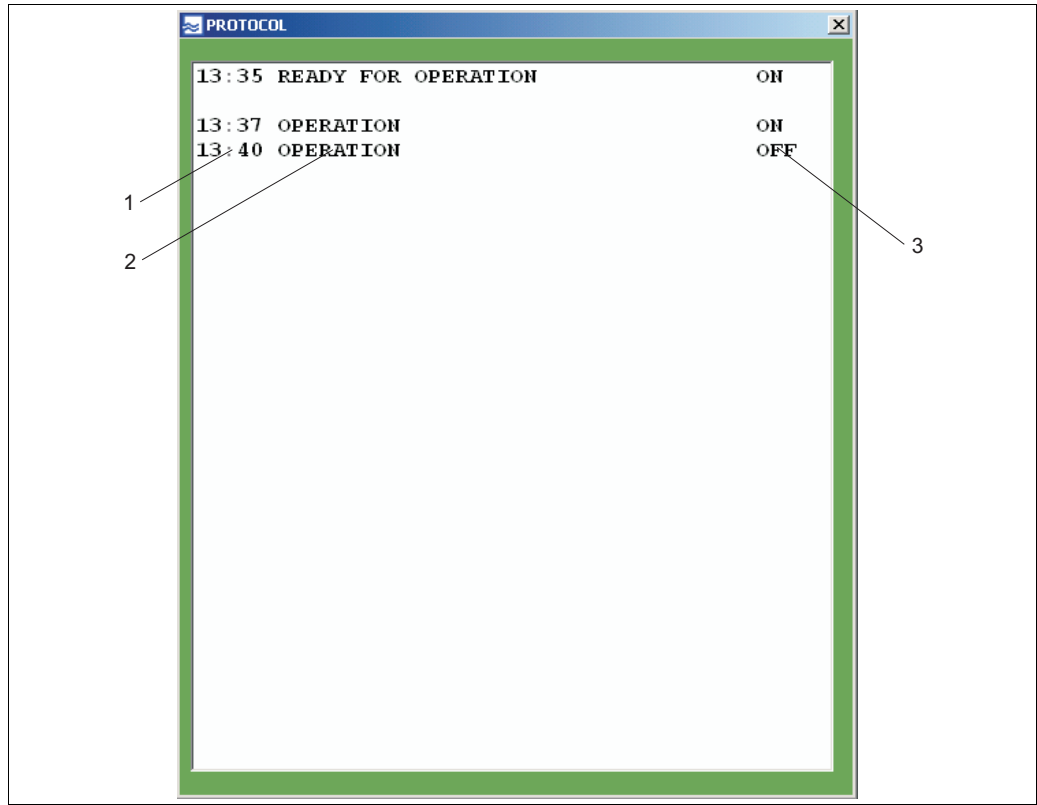 PROTOCOL
13:35 READY FOR OPERATION ON
13:37 OPERATION ON
13:40 OPERATION OFF
1
2
3